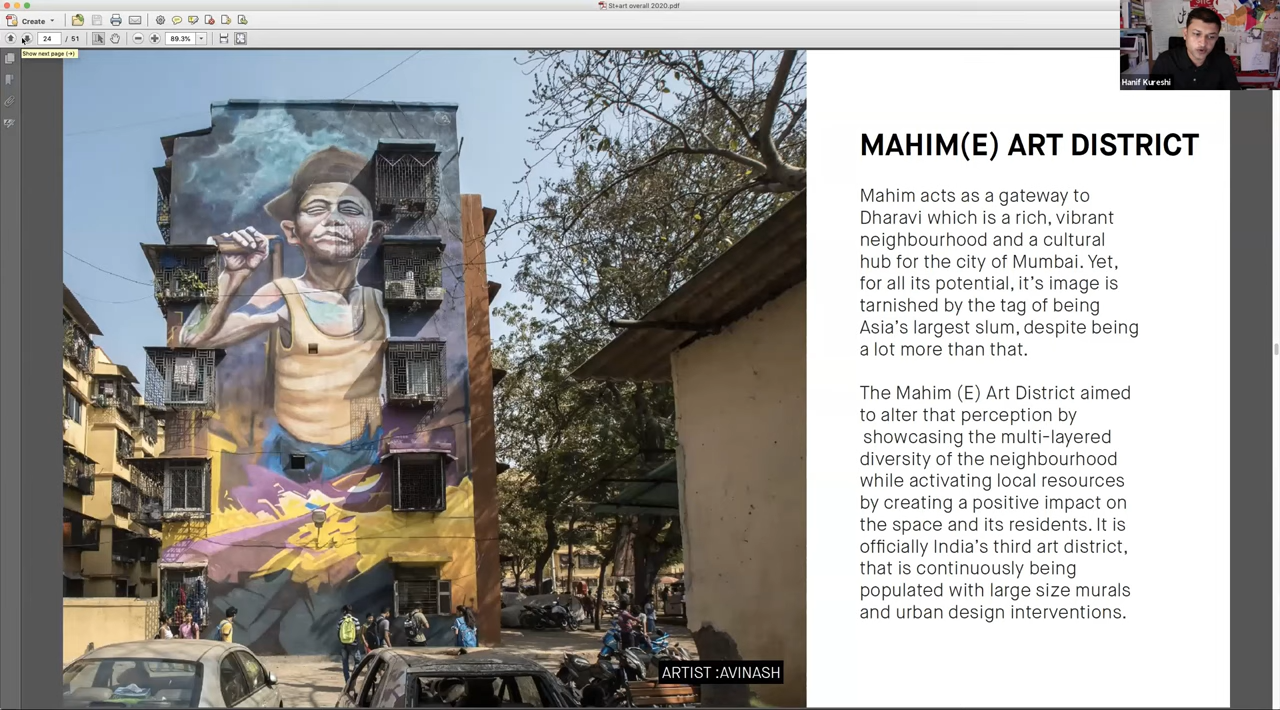 St+art overall 2020.pdf
Create
24 / 51
89.3%
Show next page (→)
Hanif Kureshi
MAHIM(E) ART DISTRICT
Mahim acts as a gateway to
Dharavi which is a rich, vibrant
neighbourhood and a cultural
hub for the city of Mumbai. Yet,
for all its potential, it's image is
tarnished by the tag of being
Asia's largest slum, despite being
a lot more than that.
The Mahim (E) Art District aimed
to alter that perception by
showcasing the multi-layered
diversity of the neighbourhood
while activating local resources
by creating a positive impact on
the space and its residents. It is
officially India's third art district,
that is continuously being
populated with large size murals
and urban design interventions.
ARTIST :AVINASH